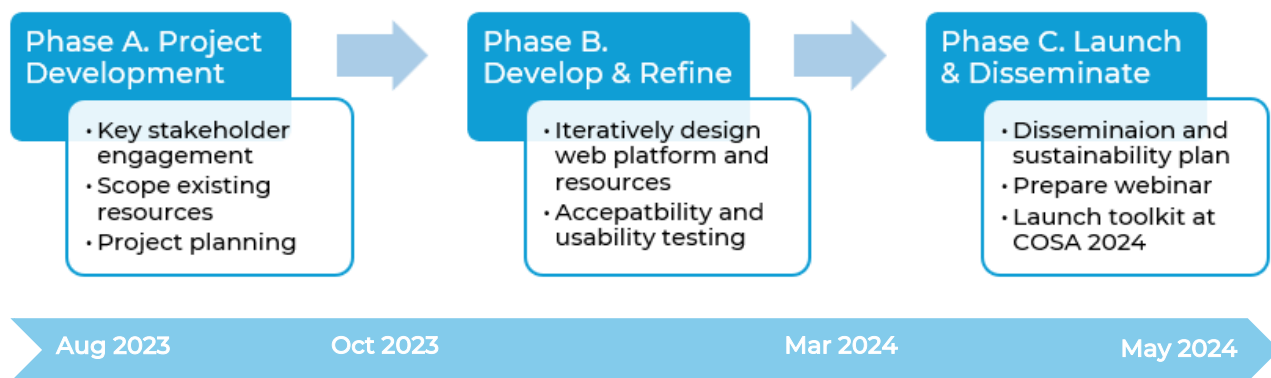 Phase A. Project
Development
• Key stakeholder
engagement
• Scope existing
resources
• Project planning
Phase B.
Develop & Refine
• Iteratively design
web platform and
resources
• Accepatbility and
usability testing
Phase C. Launch
& Disseminate
• Disseminaion and
sustainability plan
• Prepare webinar
• Launch toolkit at
COSA 2024
Aug 2023
Oct 2023
Mar 2024
May 2024